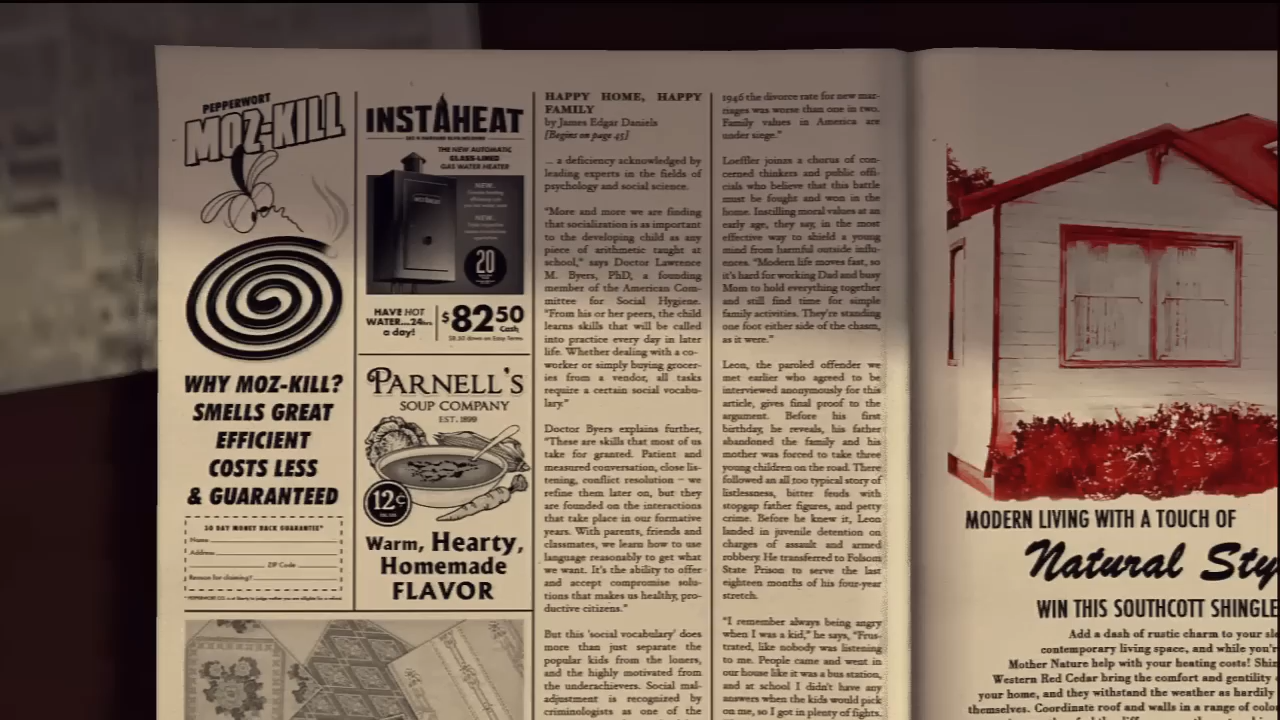 PEPPERWORT
MOZ-KILL
WHY MOZ-KILL?
SMELLS GREAT
EFFICIENT
COSTS LESS
& GUARANTEED
10 DAY MONEY BACK GUARANTEE*
Name
Address
ZIP Code
Reason for claiming?
INSTAHEAT
THE NEW AUTOMATIC
GLASS-LINED
GAS WATER HEATER
NEW.
NEW.
20
HAVE HOT
WATER...24hrs
a day!
$82.50
Cash
$8.50 down on Easy Terms
PARNELL'S
SOUP COMPANY
EST. 1899
12¢
Warm, Hearty,
Homemade
FLAVOR
HAPPY HOME, HAPPY
FAMILY
by James Edgar Daniels
[Begins on page 45]
... a deficiency acknowledged by
leading experts in the fields of
psychology and social science.
"More and more we are finding
that socialization is as important
to the developing child as any
piece of arithmetic taught at
school," says Doctor Lawrence
M. Byers, PhD, a founding
member of the American Com-
mittee for Social Hygiene.
"From his or her peers, the child
learns skills that will be called
into practice every day in later
life. Whether dealing with a co-
worker or simply buying grocer-
ies from a vendor, all tasks
require a certain social vocabu-
lary."
Doctor Byers explains further,
"These are skills that most of us
take for granted. Patient and
measured conversation, close lis-
tening, conflict resolution – we
refine them later on, but they
are founded on the interactions
that take place in our formative
years. With parents, friends and
classmates, we learn how to use
language reasonably to get what
we want. It's the ability to offer
and accept compromise solu-
tions that makes us healthy, pro-
ductive citizens."
But this 'social vocabulary' does
more than just separate the
popular kids from the loners,
and the highly motivated from
the underachievers. Social mal-
adjustment is recognized by
criminologists as one of the
1946 the divorce rate for new mar-
riages was worse than one in two.
Family values in America are
under siege."
Loeffler joins a chorus of con-
cerned thinkers and public offi-
cials who believe that this battle
must be fought and won in the
home. Instilling moral values at an
early age, they say, is the most
effective way to shield a young
mind from harmful outside influ-
ences. "Modern life moves fast, so
it's hard for working Dad and busy
Mom to hold everything together
and still find time for simple
family activities. They're standing
one foot either side of the chasm,
as it were."
Leon, the paroled offender we
met earlier who agreed to be
interviewed anonymously for this
article, gives final proof to the
argument. Before his first
birthday, he reveals, his father
abandoned the family and his
mother was forced to take three
young children on the road. There
followed an all too typical story of
listlessness, bitter feuds with
stopgap father figures, and petty
crime. Before he knew it, Leon
landed in juvenile detention on
charges of assault and armed
robbery. He transferred to Folsom
State Prison to serve the last
eighteen months of his four-year
stretch.
"I remember always being angry
when I was a kid," he says, "Frus-
trated, like nobody was listening
to me. People came and went in
our house like it was a bus station,
and at school I didn't have any
answers when the kids would pick
on me, so I got in plenty of fights.
MODERN LIVING WITH A TOUCH OF
Natural Sty
WIN THIS SOUTHCOTT SHINGLE
Add a dash of rustic charm to your
contemporary living space, and while you'r
Mother Nature help with your heating costs!
Western Red Cedar bring the comfort and gentility
your home, and they withstand the weather as hardily
themselves. Coordinate roof and walls in a range of